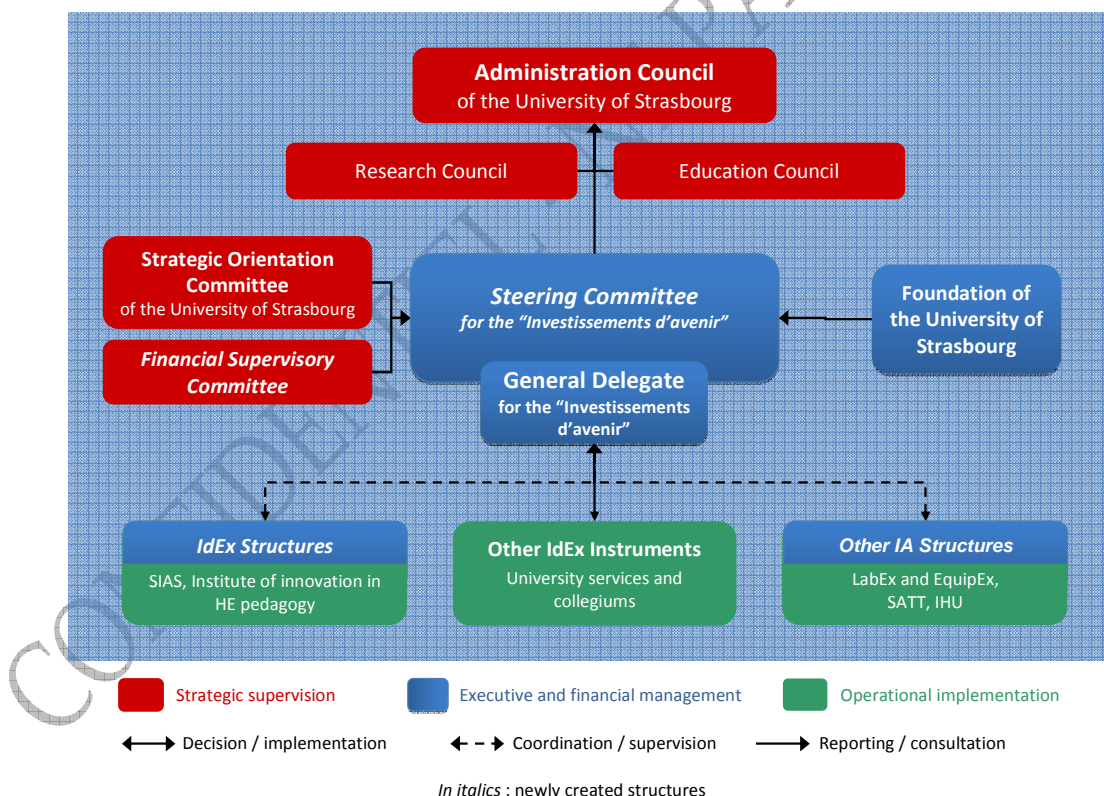 Administration Council
of the University of Strasbourg
Research Council
Education Council
Strategic Orientation
Committee
of the University of Strasbourg
Financial Supervisory
Committee
Steering Committee
for the “Investissements d’avenir”
Foundation of
the University of
Strasbourg
General Delegate
for the “Investissements
d’avenir”
IdEx Structures
SIAS, Institute of innovation in
HE pedagogy
Other IdEx Instruments
University services and
collegiums
Other IA Structures
LabEx and EquipEx,
SATT, IHU
Strategic supervision
Executive and financial management
Operational implementation
Decision / implementation
Coordination / supervision
Reporting / consultation
In italics : newly created structures